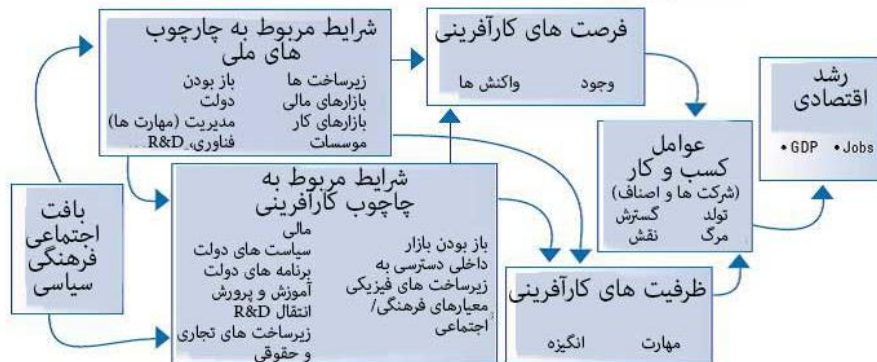 شرایط مربوط به چارچوب
های ملی
زیرساخت ها
بازارهای مالی
بازارهای کار
موسسات
باز بودن
دولت
مدیریت (مهارت ها)
فناوری، R&D...
فرصت های کارآفرینی
وجود
واکنش ها
رشد
اقتصادی
• GDP • Jobs
عوامل
کسب و کار
(شرکت ها و اصناف)
تولد گسترش
مرگ نقش
بافت
اجتماعی
فرهنگی
سیاسی
شرایط مربوط به
چاچوب کارآفرینی
باز بودن بازار
داخلی دسترسی به
زیرساخت های فیزیکی
معیارهای فرهنگی/
اجتماعی
مالی
سیاست های دولت
برنامه های دولت
آموزش و پرورش
انتقال R&D
زیرساخت های تجاری
و حقوقی
ظرفیت های کارآفرینی
مهارت
انگیزه